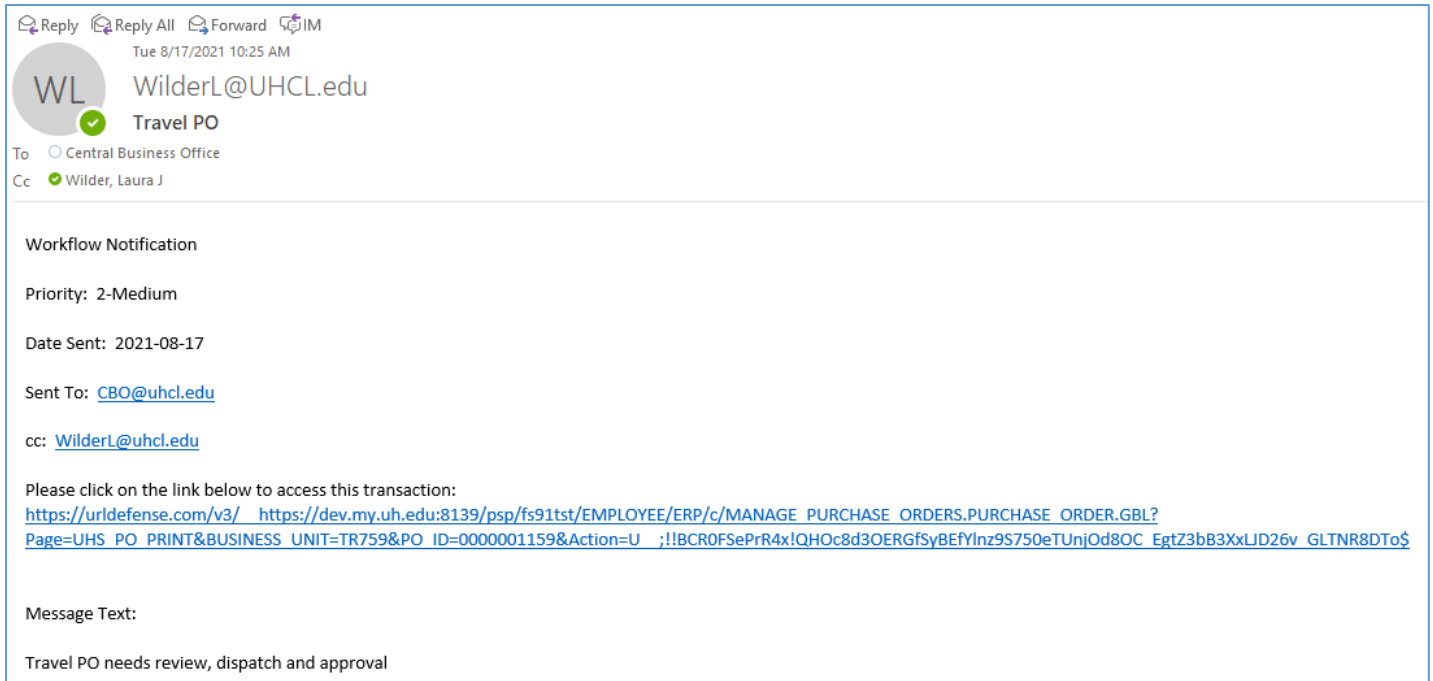 Reply Reply All Forward IM
Tue 8/17/2021 10:25 AM
WL
WilderL@UHCL.edu
Travel PO
To Central Business Office
Cc Wilder, Laura J
Workflow Notification
Priority: 2-Medium
Date Sent: 2021-08-17
Sent To: CBO@uhcl.edu
cc: WilderL@uhcl.edu
Please click on the link below to access this transaction:
https://urldefense.com/v3/__https://dev.my.uh.edu:8139/psp/fs91tst/EMPLOYEE/ERP/c/MANAGE_PURCHASE_ORDERS.PURCHASE_ORDER.GBL?
Page=UHS_PO_PRINT&BUSINESS_UNIT=TR759&PO_ID=0000001159&Action=U__;!!BCR0FSePrR4x!QHOc8d3OERGfSyBEfYlnz9S750eTUnjOd8OC_EgtZ3bB3XxLJD26v_GLTNR8DTo$
Message Text:
Travel PO needs review, dispatch and approval